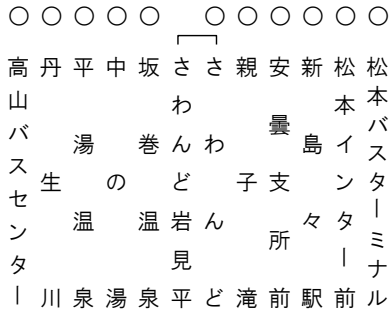 松本バスターミナル
松本インター前
新島々駅
安曇支所前
親子滝
さわんど
さわんど岩見平
坂巻温泉
中の湯
平湯温泉
丹生川
高山バスセンター